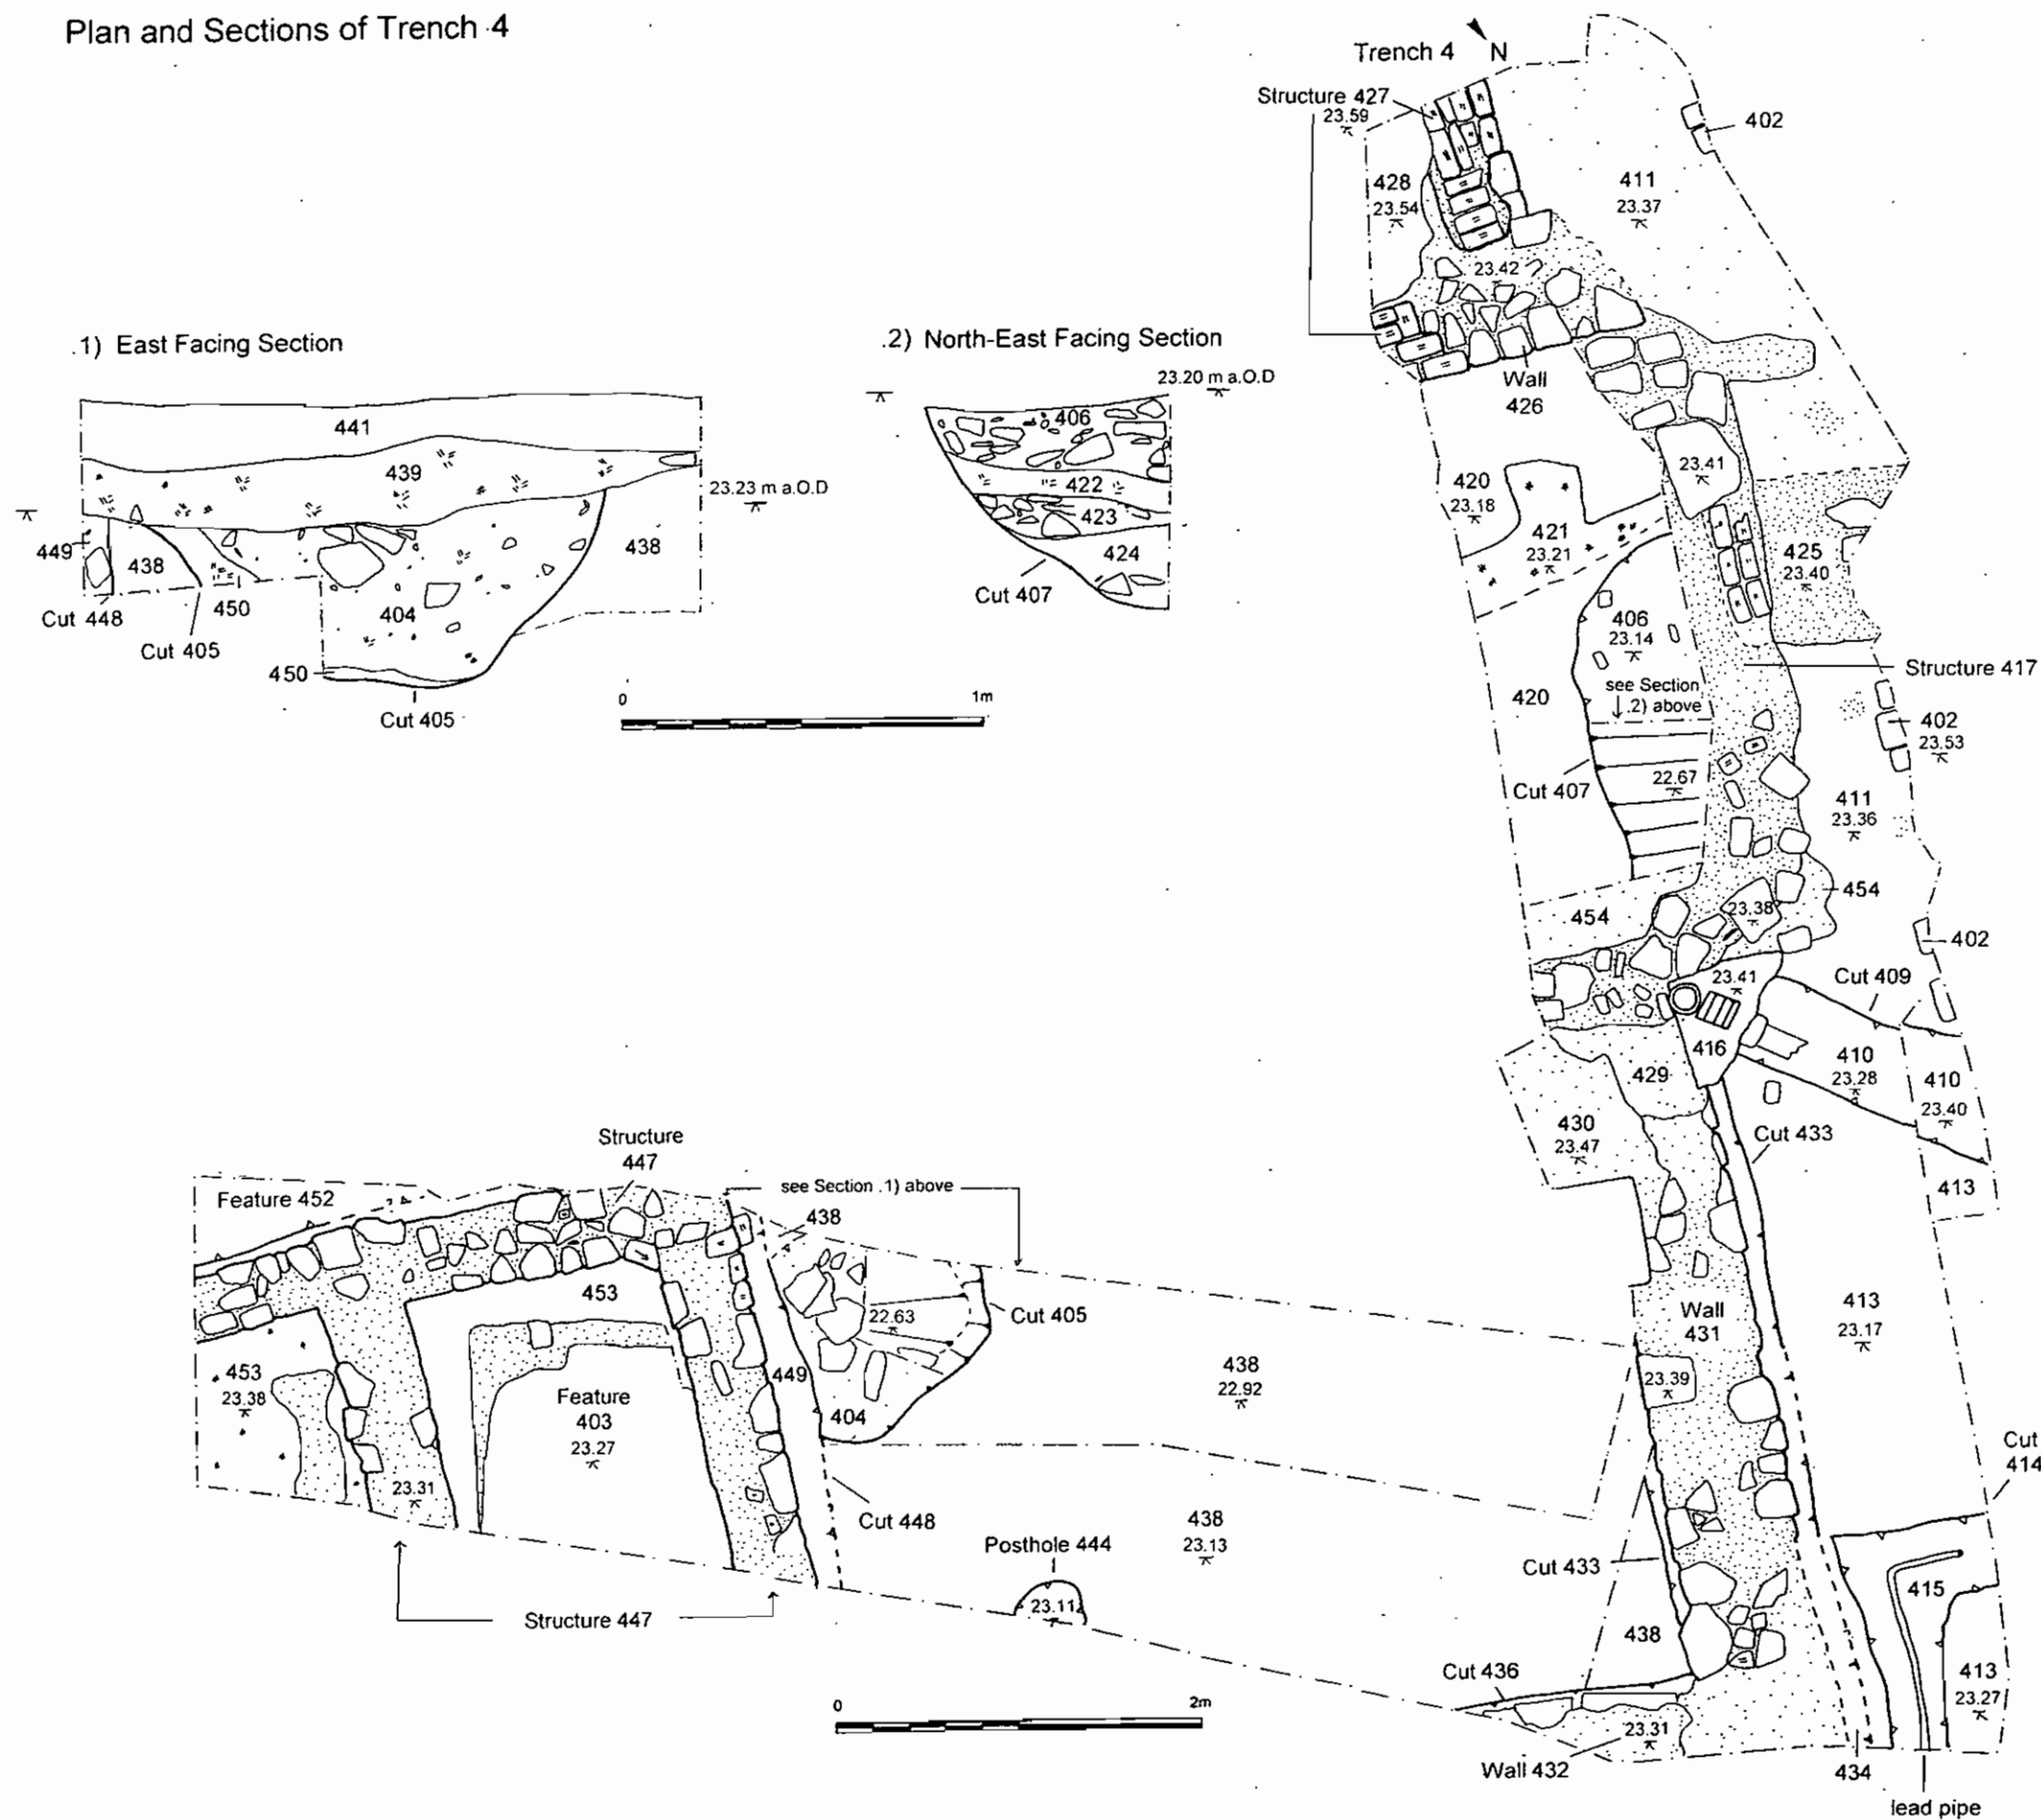 Plan and Sections of Trench 4
Trench 4
N
Structure 427
23.59
402
428
23.54
411
23.37
23.42
Wall
426
.1) East Facing Section
.2) North-East Facing Section
23.20 m a.O.D
441
439
23.23 m a.O.D
449
438
438
Cut 448
450
Cut 405
404
450
Cut 405
406
422
423
424
Cut 407
0
1m
23.41
420
23.18
421
23.21
425
23.40
406
23.14
Structure 417
see Section
.2) above
420
402
23.53
Cut 407
22.67
411
23.36
454
454
23.38
402
23.41
Cut 409
416
410
23.28
410
23.40
429
430
23.47
Cut 433
413
Structure
447
see Section .1) above
Feature 452
438
453
22.63
Cut 405
Wall
431
413
23.17
453
23.38
Feature
403
23.27
449
404
438
22.92
23.39
23.31
Cut 448
438
23.13
Posthole 444
23.11
Cut
414
Cut 433
415
Structure 447
438
Cut 436
413
23.27
0
2m
23.31
Wall 432
434
lead pipe